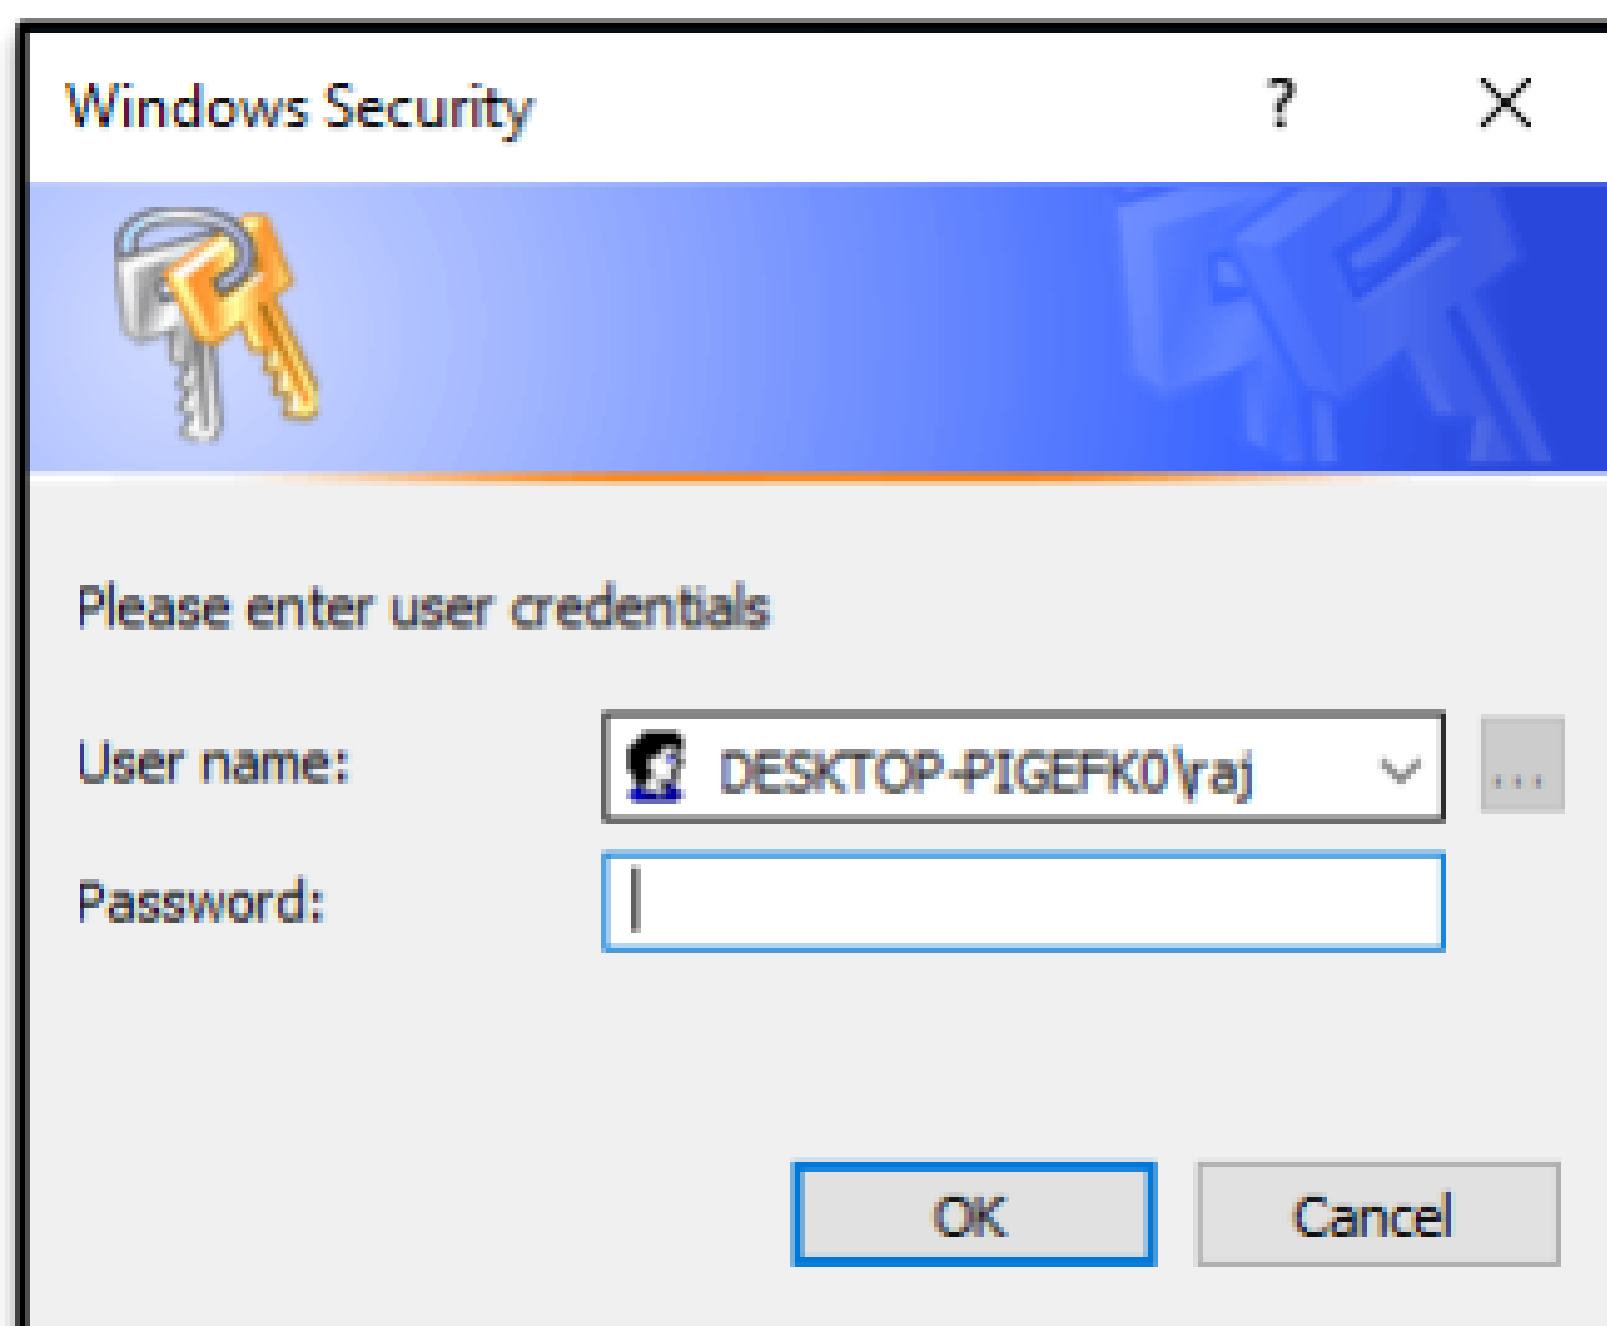 Windows Security ?
Please enter user credentials
User name: DESKTOP-PIGEFK0\raj ...
Password:
OK Cancel